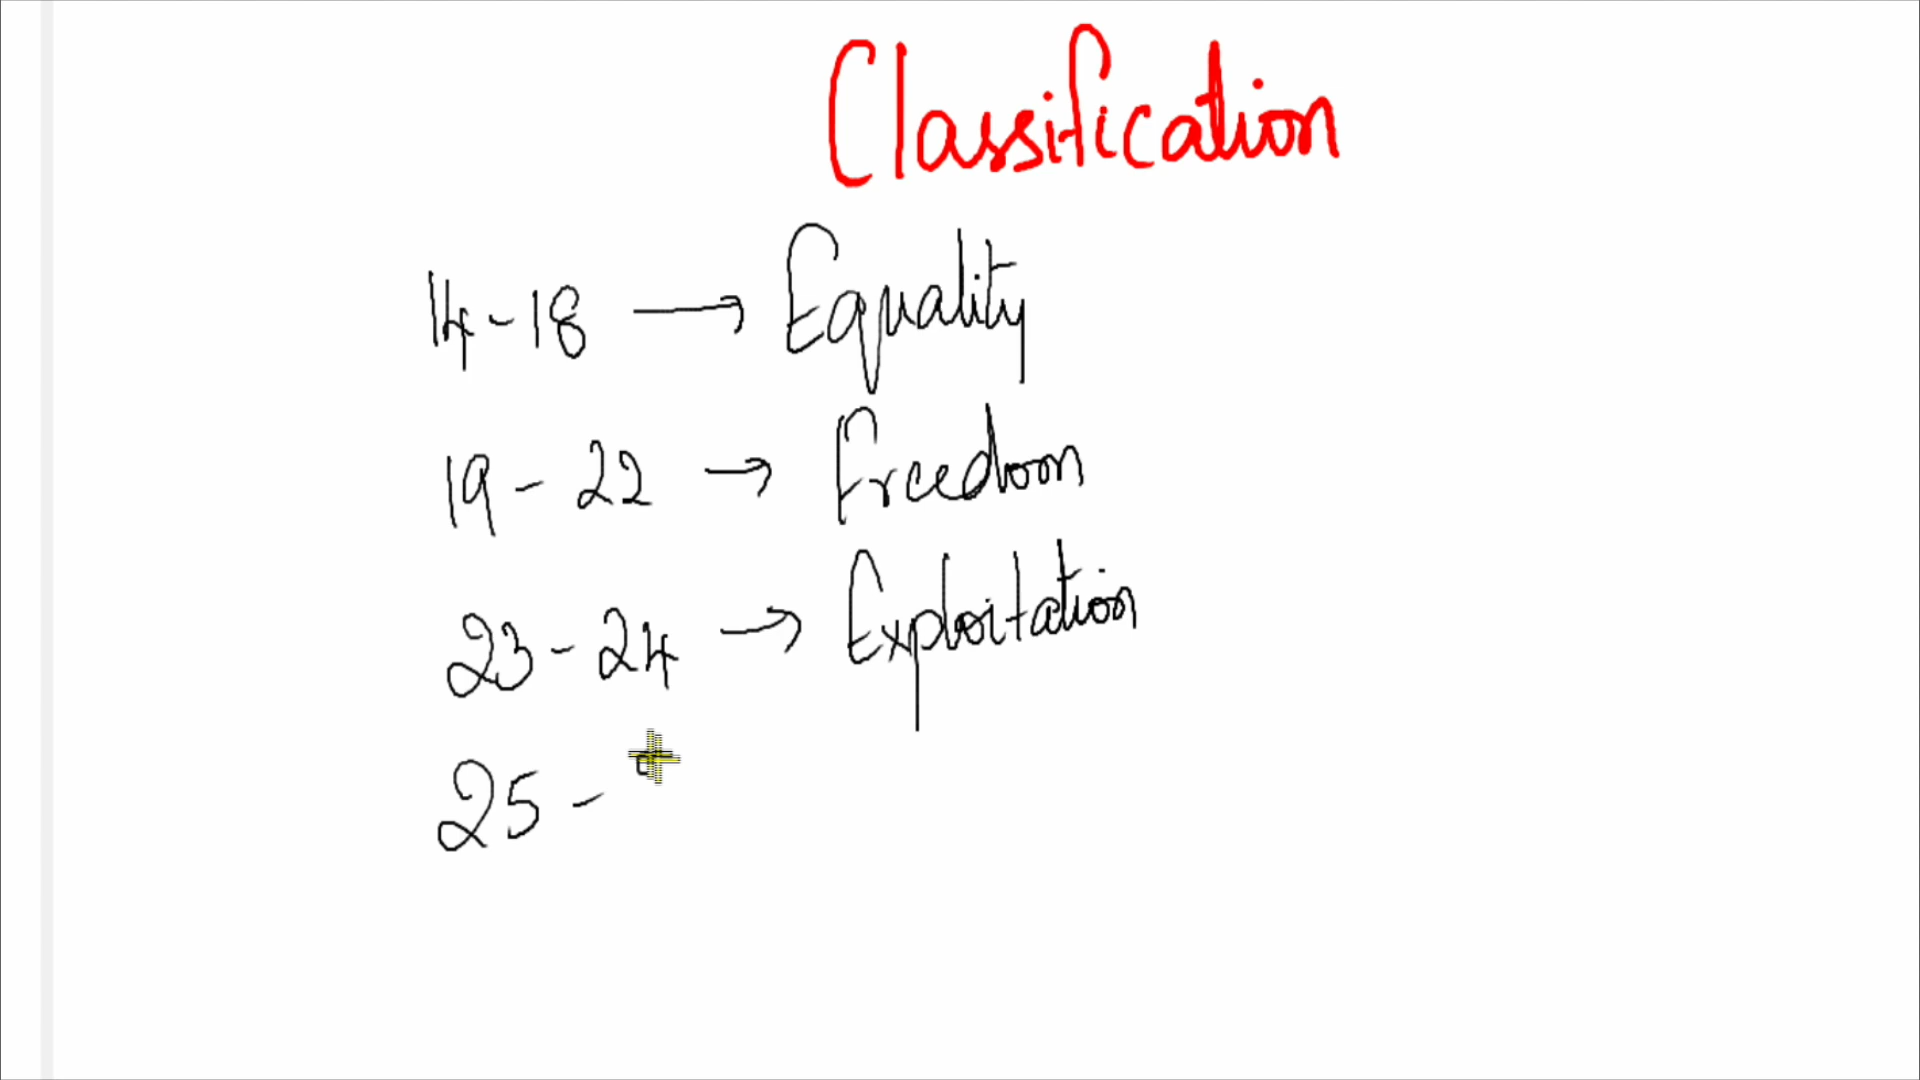 Classification
14-18 → Equality
19-22 → Freedom
23-24 → Exploitation
25-